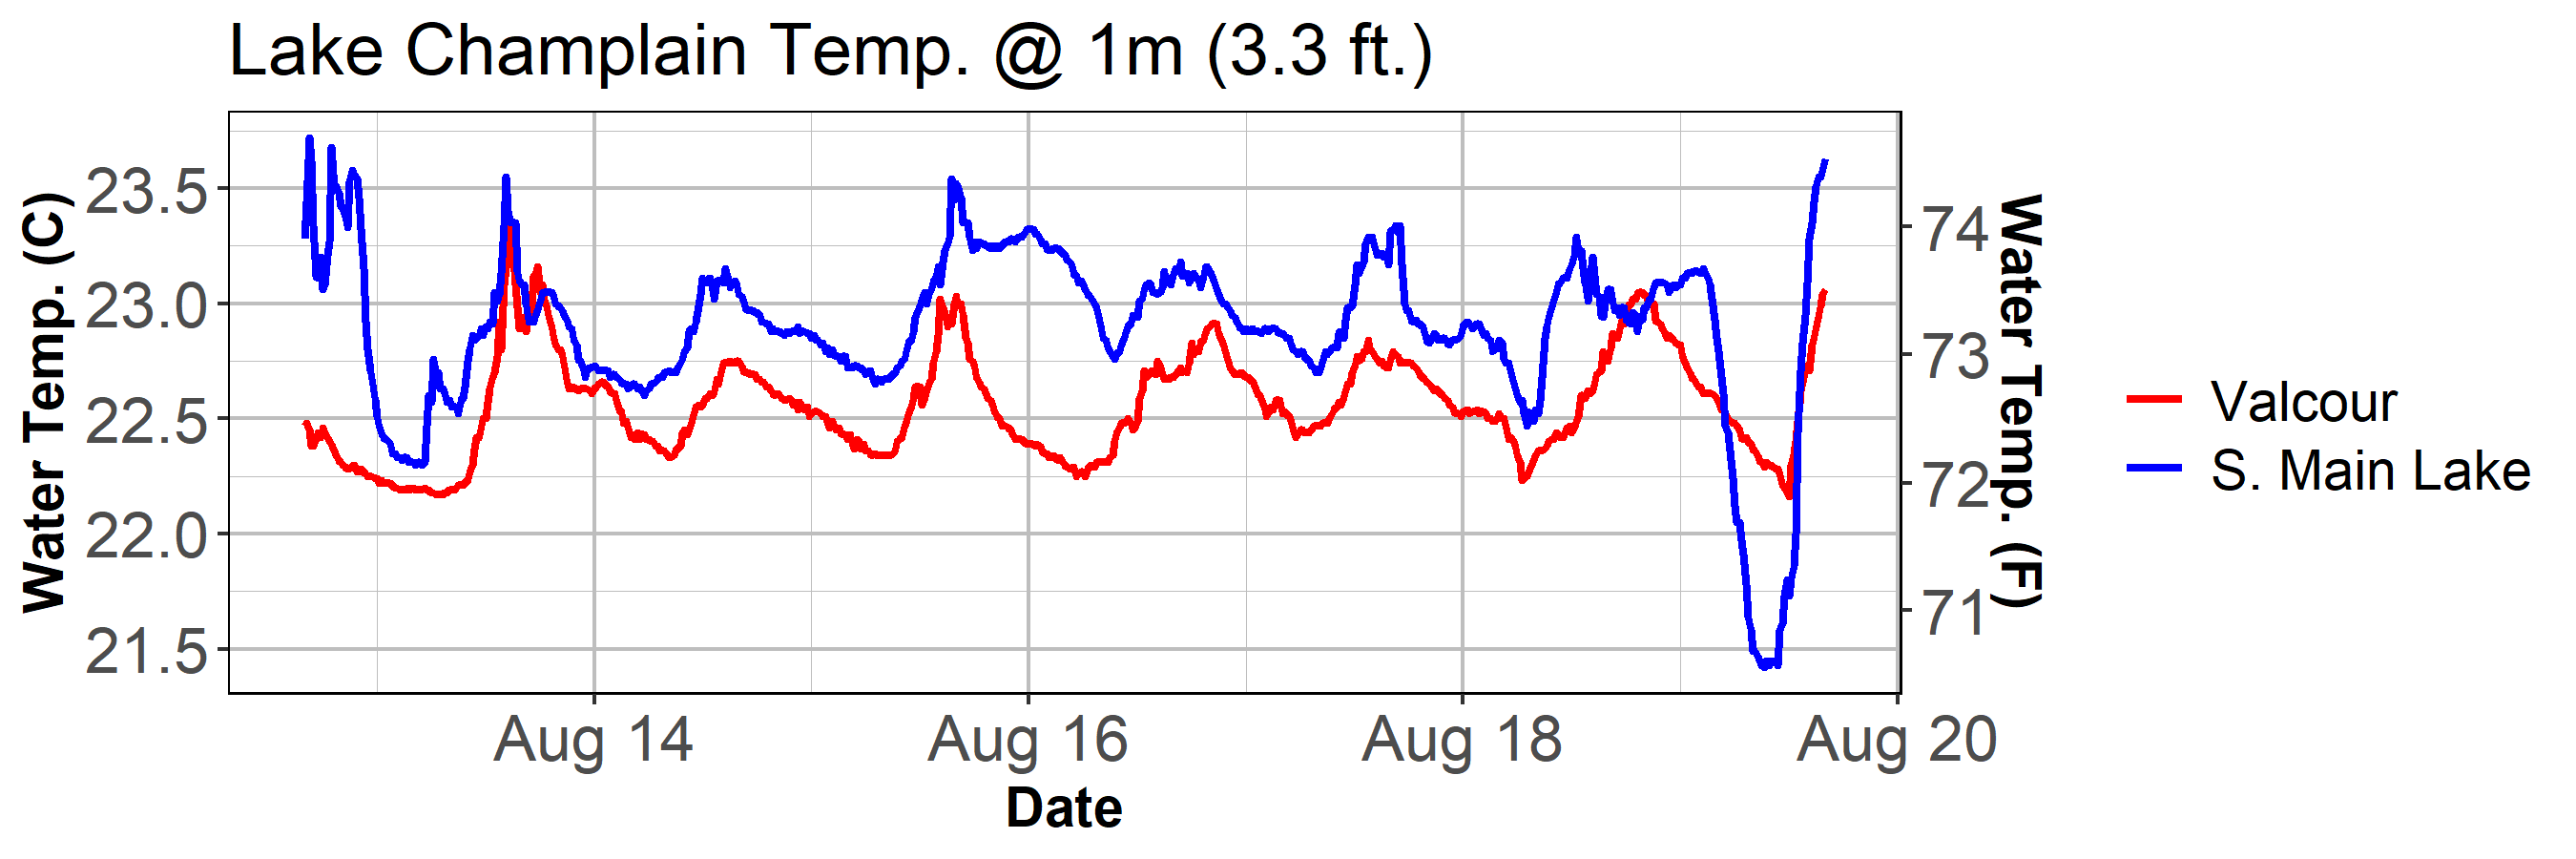 Lake Champlain Temp. @ 1m (3.3 ft.)
Water Temp. (C)
23.5
23.0
22.5
22.0
21.5
74
73
72
71
Water Temp. (F)
Aug 14
Aug 16
Aug 18
Aug 20
Date
Valcour
S. Main Lake